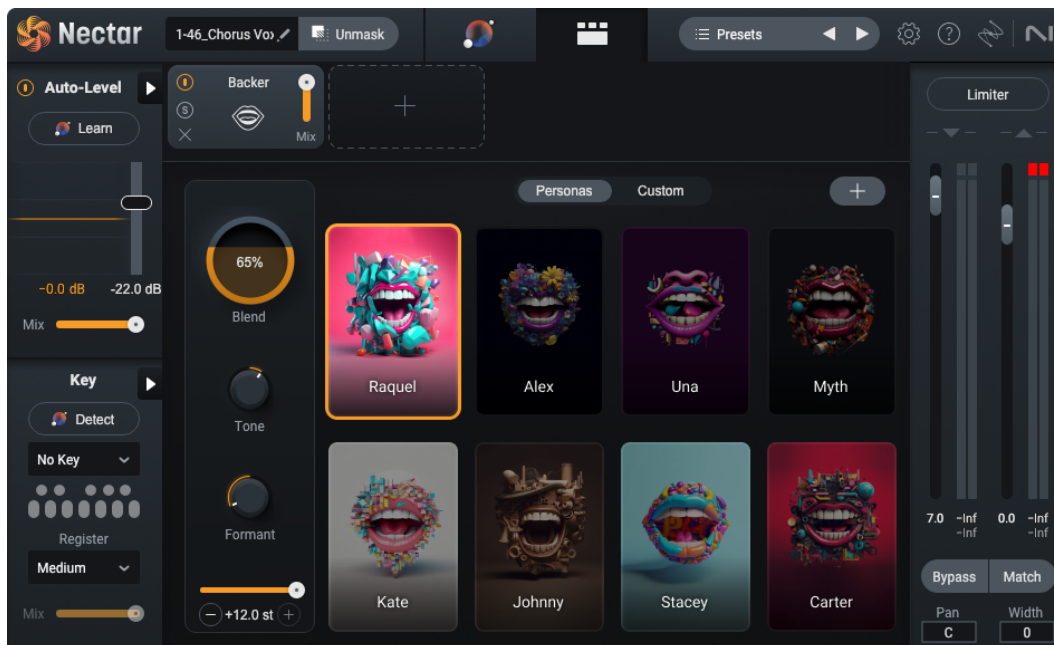 Nectar
1-46_Chorus Vo
Unmask
Presets
?
Auto-Level
Learn
-0.0 dB
-22.0 dB
Mix
Key
Detect
No Key
Register
Medium
Mix
Backer
S
Mix
Personas
Custom
65%
Blend
Tone
Formant
+12.0 st
Raquel
Alex
Una
Myth
Kate
Johnny
Stacey
Carter
Limiter
7.0 -Inf 0.0 -Inf
-Inf -Inf
Bypass
Match
Pan
Width
C
0